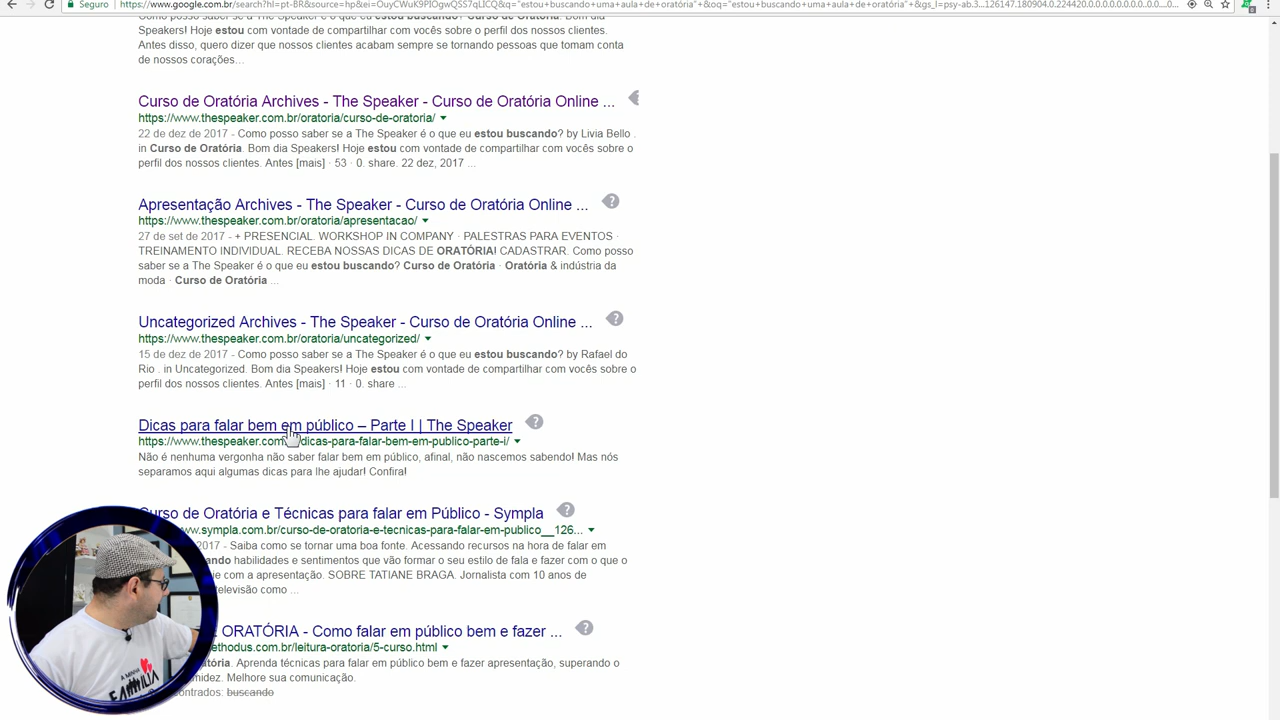 Seguro
https://www.google.com.br/search?hl=pt-BR&source=hp&ei=OuyCWuK9PIOgwQSS7qLICQ&q="estou+buscando+uma+aula+de+oratória"+&oq="estou+buscando+uma+aula+de+oratória"+&gs_l=psy-ab.3...126147.180904.0.224420.0.0.0.0.0.0.0.0..0.0....0...
Speakers! Hoje estou com vontade de compartilhar com vocês sobre o perfil dos nossos clientes.
Antes disso, quero dizer que nossos clientes acabam sempre se tornando pessoas que tomam conta
de nossos corações...
Curso de Oratória Archives - The Speaker - Curso de Oratória Online ...
https://www.thespeaker.com.br/oratoria/curso-de-oratoria/
22 de dez de 2017 - Como posso saber se a The Speaker é o que eu estou buscando? by Livia Bello .
in Curso de Oratória. Bom dia Speakers! Hoje estou com vontade de compartilhar com vocês sobre o
perfil dos nossos clientes. Antes [mais] · 53 · 0. share. 22 dez, 2017 ...
Apresentação Archives - The Speaker - Curso de Oratória Online ...
https://www.thespeaker.com.br/oratoria/apresentacao/
27 de set de 2017 - + PRESENCIAL. WORKSHOP IN COMPANY · PALESTRAS PARA EVENTOS ·
TREINAMENTO INDIVIDUAL. RECEBA NOSSAS DICAS DE ORATÓRIA! CADASTRAR. Como posso
saber se a The Speaker é o que eu estou buscando? Curso de Oratória · Oratória & indústria da
moda · Curso de Oratória ...
Uncategorized Archives - The Speaker - Curso de Oratória Online ...
https://www.thespeaker.com.br/oratoria/uncategorized/
15 de dez de 2017 - Como posso saber se a The Speaker é o que eu estou buscando? by Rafael do
Rio . in Uncategorized. Bom dia Speakers! Hoje estou com vontade de compartilhar com vocês sobre o
perfil dos nossos clientes. Antes [mais] · 11 · 0. share ...
Dicas para falar bem em público – Parte I | The Speaker
https://www.thespeaker.com. dicas-para-falar-bem-em-publico-parte-i/
Não é nenhuma vergonha não saber falar bem em público, afinal, não nascemos sabendo! Mas nós
separamos aqui algumas dicas para lhe ajudar! Confira!
Curso de Oratória e Técnicas para falar em Público - Sympla
www.sympla.com.br/curso-de-oratoria-e-tecnicas-para-falar-em-publico__126...
2017 - Saiba como se tornar uma boa fonte. Acessando recursos na hora de falar em
habilidades e sentimentos que vão formar o seu estilo de fala e fazer com o que o
com a apresentação. SOBRE TATIANE BRAGA. Jornalista com 10 anos de
televisão como ...
ORATÓRIA - Como falar em público bem e fazer ...
ethodus.com.br/leitura-oratoria/5-curso.html
Aprenda técnicas para falar em público bem e fazer apresentação, superando o
Melhore sua comunicação.
buscando
A MINHA
FAMÍLIA